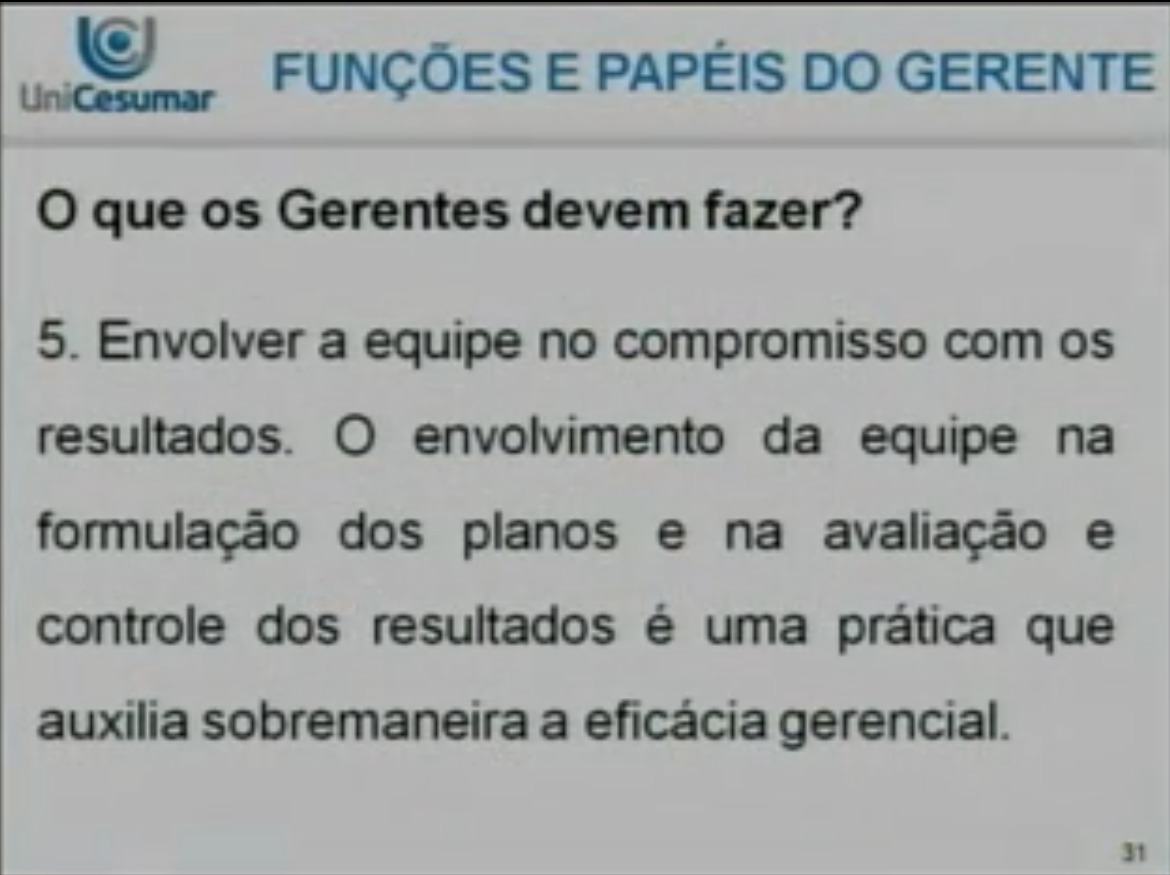 UniCesumar
FUNÇÕES E PAPÉIS DO GERENTE
O que os Gerentes devem fazer?
5. Envolver a equipe no compromisso com os
resultados. O envolvimento da equipe na
formulação dos planos e na avaliação e
controle dos resultados é uma prática que
auxilia sobremaneira a eficácia gerencial.
31